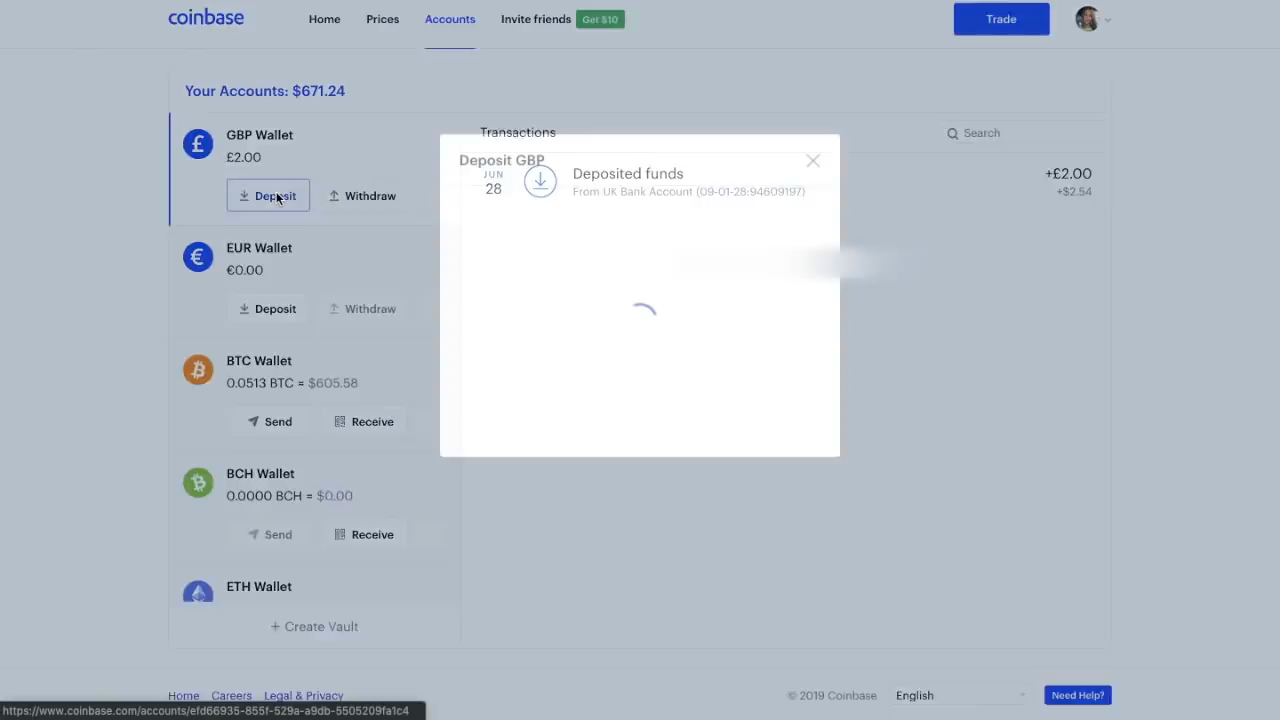 coinbase
Home Prices Accounts Invite friends Get $10 Trade
Your Accounts: $671.24
GBP Wallet
£2.00
Deposit Withdraw
EUR Wallet
€0.00
Deposit Withdraw
BTC Wallet
0.0513 BTC = $605.58
Send Receive
BCH Wallet
0.0000 BCH = $0.00
Send Receive
ETH Wallet
+ Create Vault
Transactions
Search
Deposit GBP
JUN
28
Deposited funds
From UK Bank Account (09-01-28:94609197)
+£2.00
+$2.54
Home Careers Legal & Privacy © 2019 Coinbase English Need Help?
https://www.coinbase.com/accounts/efd66935-855f-529a-a9db-5505209fa1c4